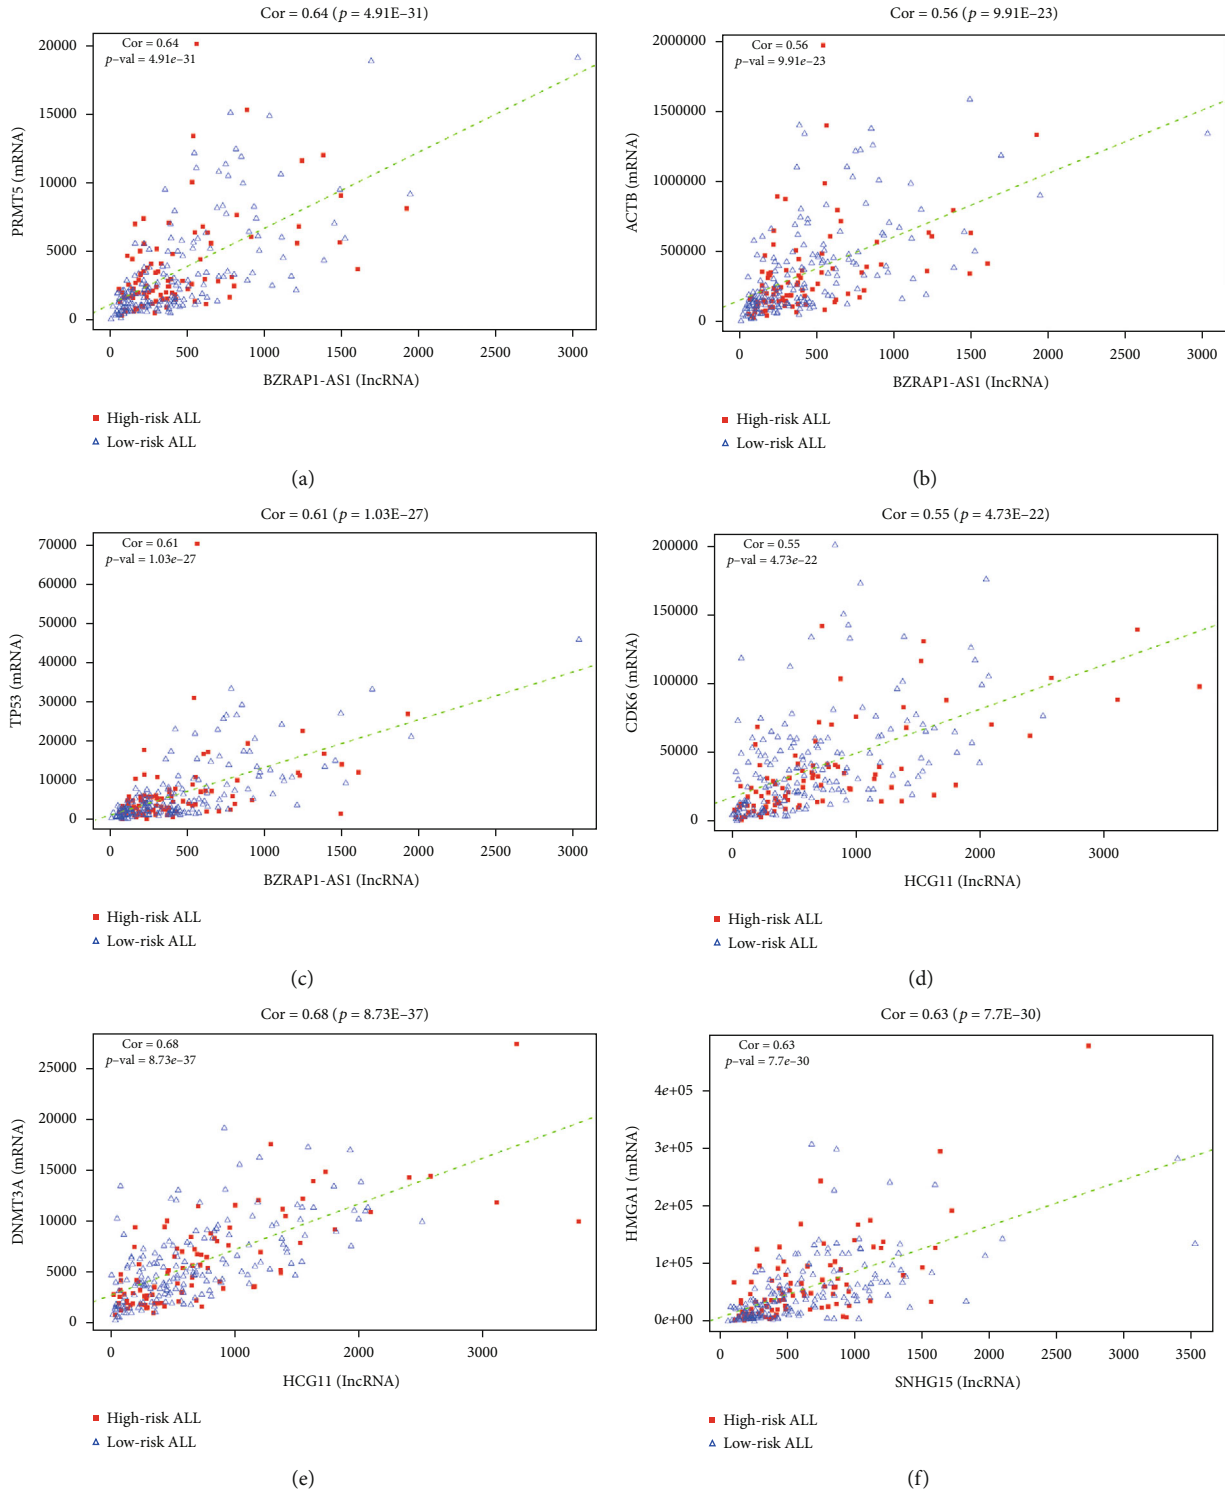 Cor = 0.64 (p = 4.91E–31)
Cor = 0.64
p–val = 4.91e–31
20000
15000
10000
5000
0
PRMT5 (mRNA)
0 500 1000 1500 2000 2500 3000
BZRAP1-AS1 (IncRNA)
High-risk ALL
Low-risk ALL
(a)
Cor = 0.56 (p = 9.91E–23)
Cor = 0.56
p–val = 9.91e–23
2000000
1500000
1000000
500000
0
ACTB (mRNA)
0 500 1000 1500 2000 2500 3000
BZRAP1-AS1 (IncRNA)
High-risk ALL
Low-risk ALL
(b)
Cor = 0.61 (p = 1.03E–27)
Cor = 0.61
p–val = 1.03e–27
70000
60000
50000
40000
30000
20000
10000
0
TP53 (mRNA)
0 500 1000 1500 2000 2500 3000
BZRAP1-AS1 (IncRNA)
High-risk ALL
Low-risk ALL
(c)
Cor = 0.55 (p = 4.73E–22)
Cor = 0.55
p–val = 4.73e–22
200000
150000
100000
50000
0
CDK6 (mRNA)
0 1000 2000 3000
HCG11 (IncRNA)
High-risk ALL
Low-risk ALL
(d)
Cor = 0.68 (p = 8.73E–37)
Cor = 0.68
p–val = 8.73e–37
25000
20000
15000
10000
5000
0
DNMT3A (mRNA)
0 1000 2000 3000
HCG11 (IncRNA)
High-risk ALL
Low-risk ALL
(e)
Cor = 0.63 (p = 7.7E–30)
Cor = 0.63
p–val = 7.7e–30
4e+05
3e+05
2e+05
1e+05
0e+00
HMGA1 (mRNA)
0 500 1000 1500 2000 2500 3000 3500
SNHG15 (IncRNA)
High-risk ALL
Low-risk ALL
(f)